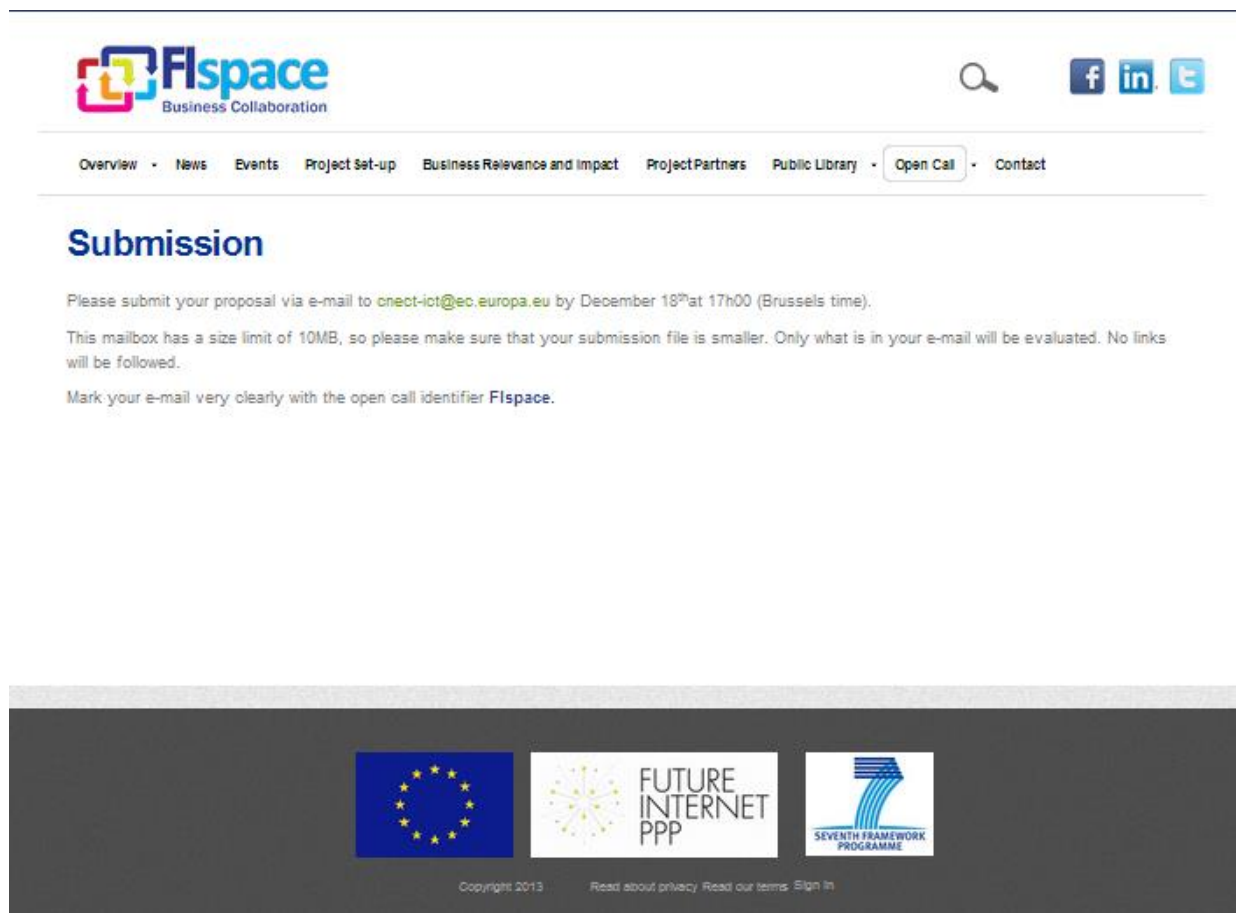 FIspace
Business Collaboration
Overview News Events Project Set-up Business Relevance and Impact Project Partners Public Library Open Call Contact
Submission
Please submit your proposal via e-mail to cnect-ict@ec.europa.eu by December 18th at 17h00 (Brussels time).
This mailbox has a size limit of 10MB, so please make sure that your submission file is smaller. Only what is in your e-mail will be evaluated. No links
will be followed.
Mark your e-mail very clearly with the open call identifier FIspace.
FUTURE
INTERNET
PPP
SEVENTH FRAMEWORK
PROGRAMME
Copyright 2013 Read about privacy Read our terms Sign In